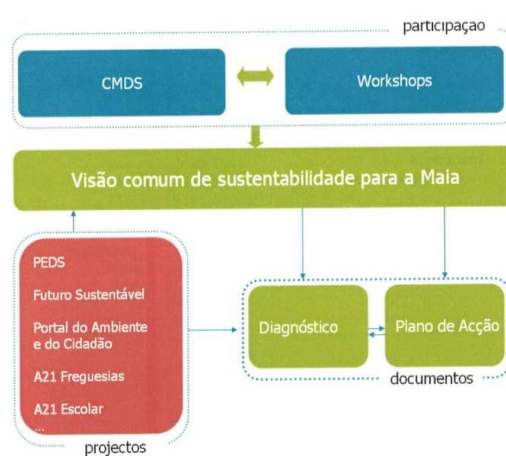 participação
CMDS
Workshops
Visão comum de sustentabilidade para a Maia
PEDS
Futuro Sustentável
Portal do Ambiente
e do Cidadão
A21 Freguesias
A21 Escolar
...
projectos
Diagnóstico
Plano de Acção
documentos